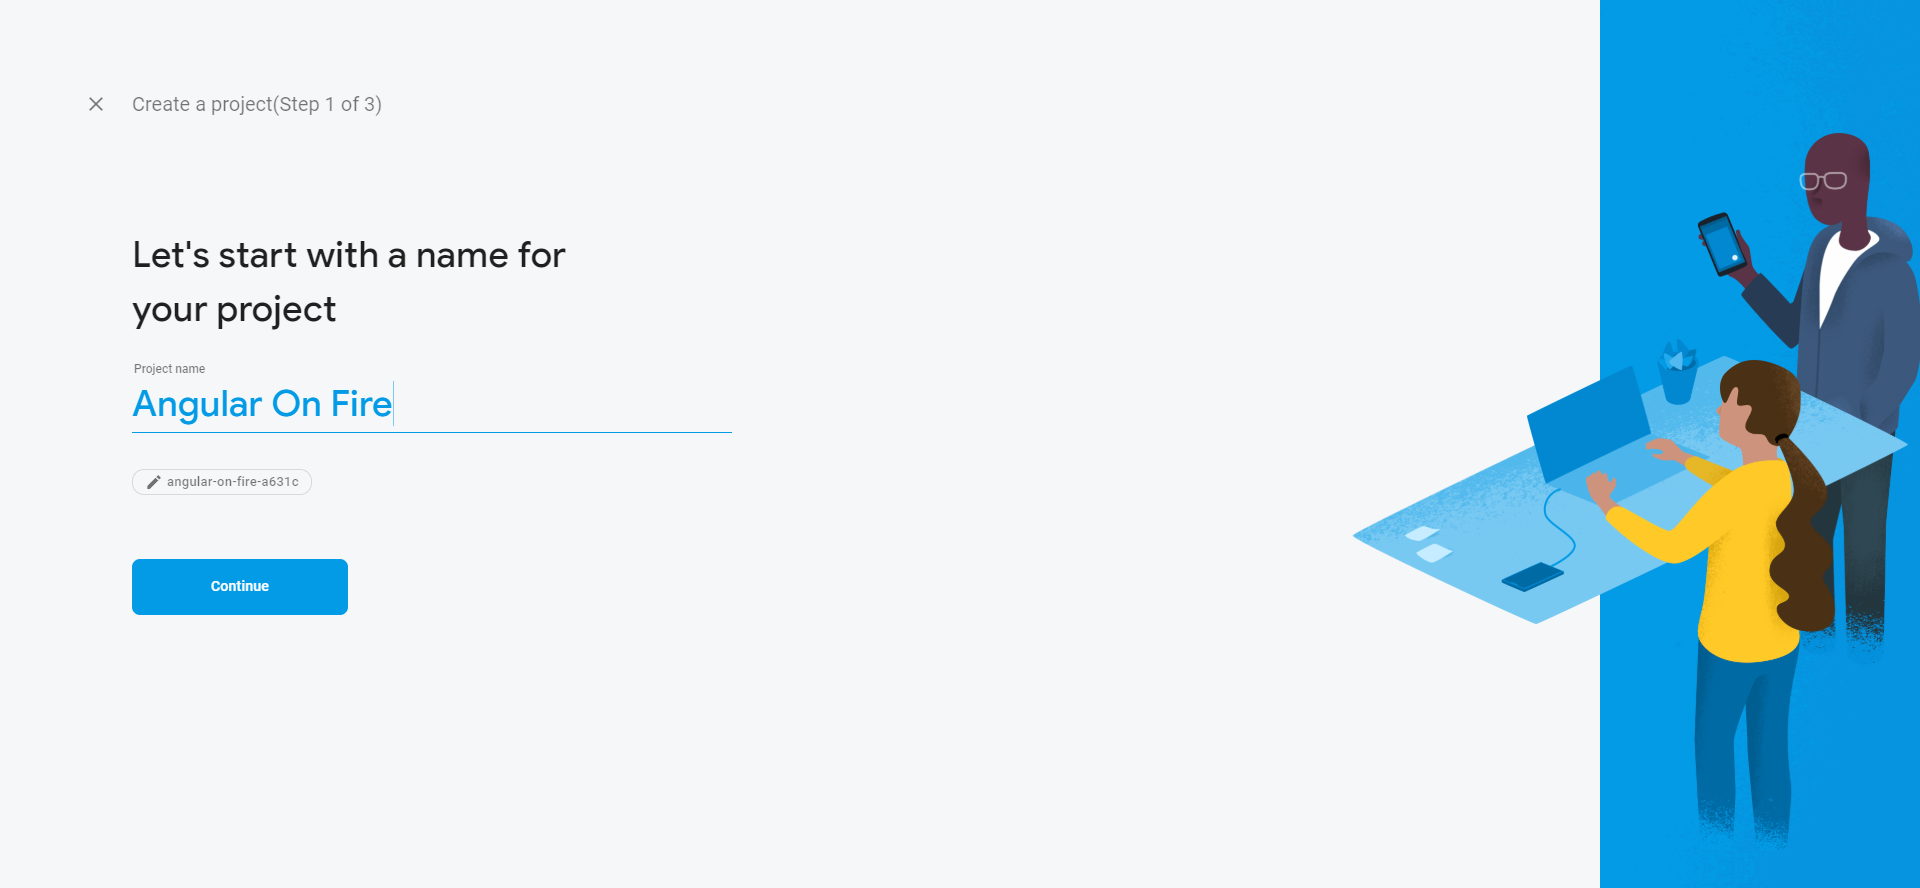 Create a project(Step 1 of 3)
Let's start with a name for
your project
Project name
Angular On Fire
angular-on-fire-a631c
Continue